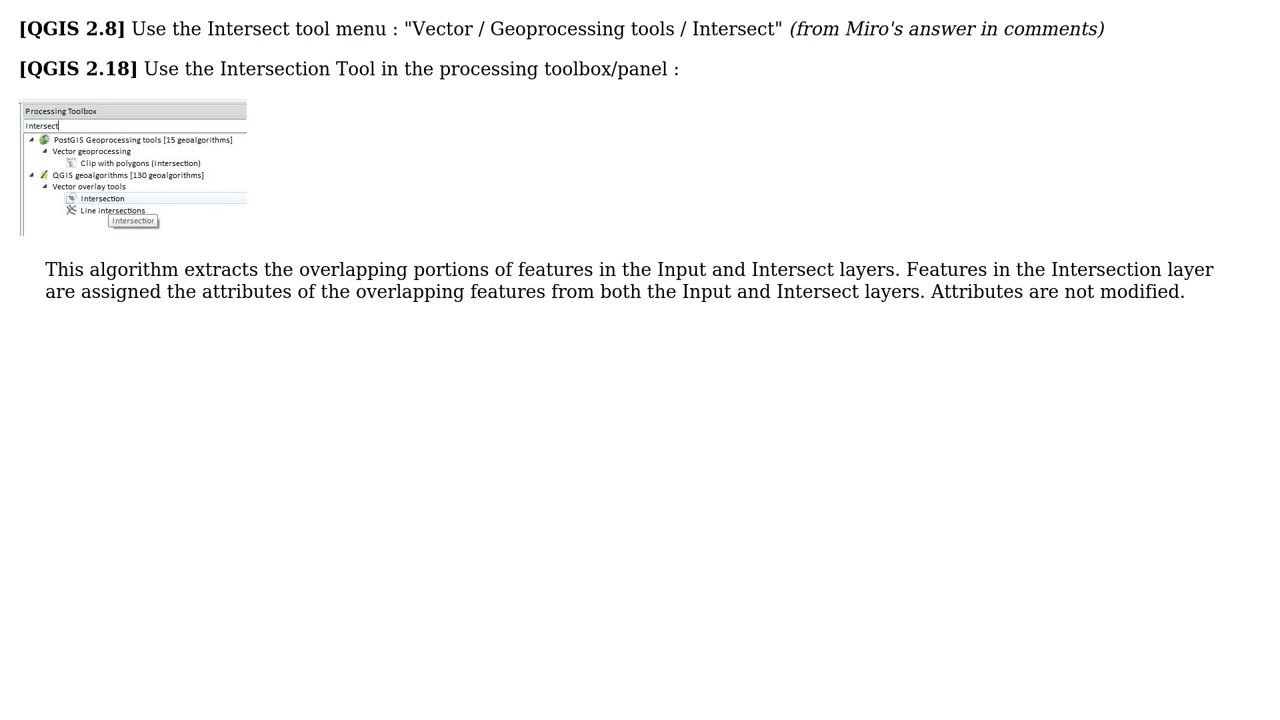 [QGIS 2.8] Use the Intersect tool menu : "Vector / Geoprocessing tools / Intersect" (from Miro's answer in comments)
[QGIS 2.18] Use the Intersection Tool in the processing toolbox/panel :
Processing Toolbox
Intersect
PostGIS Geoprocessing tools [15 geoalgorithms]
Vector geoprocessing
Clip with polygons (Intersection)
QGIS geoalgorithms [130 geoalgorithms]
Vector overlay tools
Intersection
Line intersections
Intersection
This algorithm extracts the overlapping portions of features in the Input and Intersect layers. Features in the Intersection layer
are assigned the attributes of the overlapping features from both the Input and Intersect layers. Attributes are not modified.